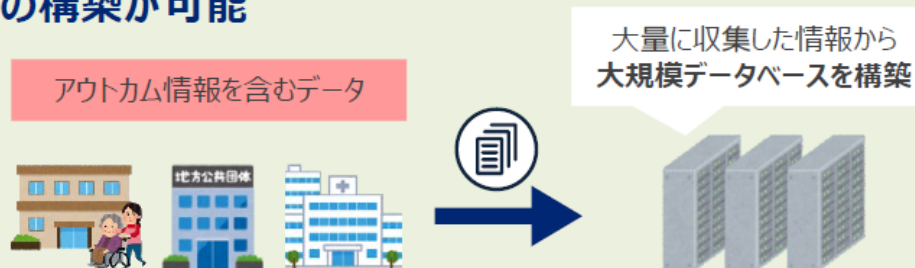 の構築が可能
大量に収集した情報から
大規模データベースを構築
アウトカム情報を含むデータ
地方公共団体